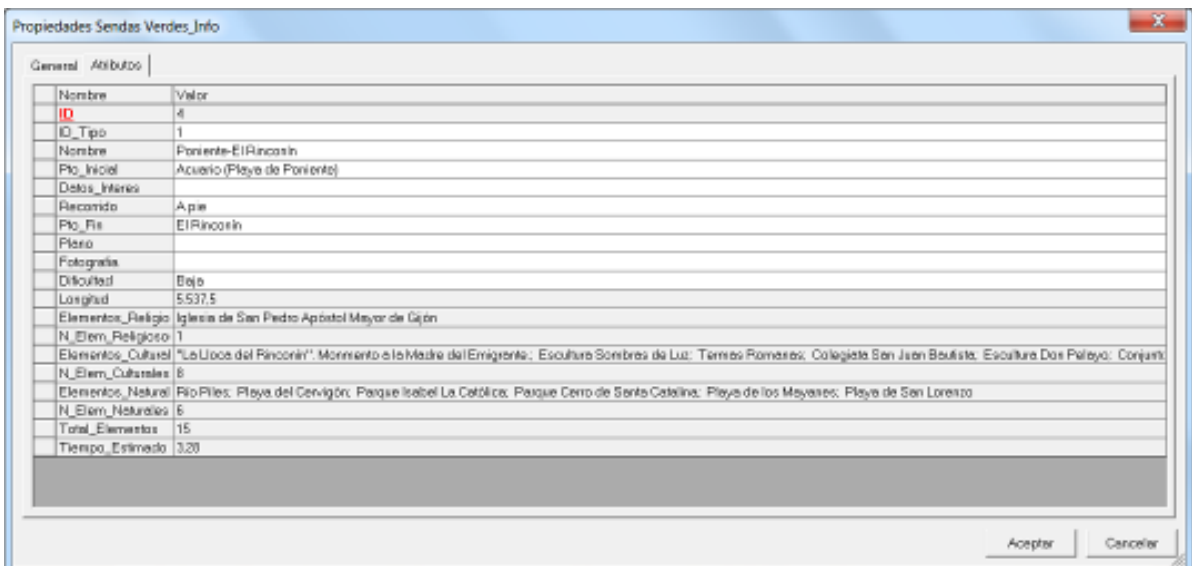 Propiedades Sendas Verdes_Info
General Atributos
Nombre Valor
ID 4
ID_Tipo 1
Nombre Poniente-El Rinconín
Pto_Inicial Acuario (Playa de Poniente)
Datos_Interes
Recorrido A pie
Pto_Fin El Rinconín
Plano
Fotografia
Dificultad Baja
Longitud 5.537,5
Elementos_Religio Iglesia de San Pedro Apóstol Mayor de Gijón
N_Elem_Religioso 1
Elementos_Cultural "La Lloca del Rinconín". Monmento a la Madre del Emigrante.; Escultura Sombras de Luz; Termas Romanas; Colegiata San Juan Bautista; Escultura Don Pelayo; Conjunto
N_Elem_Culturales 8
Elementos_Natural Río Piles; Playa del Cervigón; Parque Isabel La Católica; Parque Cerro de Santa Catalina; Playa de los Mayanes; Playa de San Lorenzo
N_Elem_Naturales 6
Total_Elementos 15
Tiempo_Estimado 3,28
Aceptar Cancelar